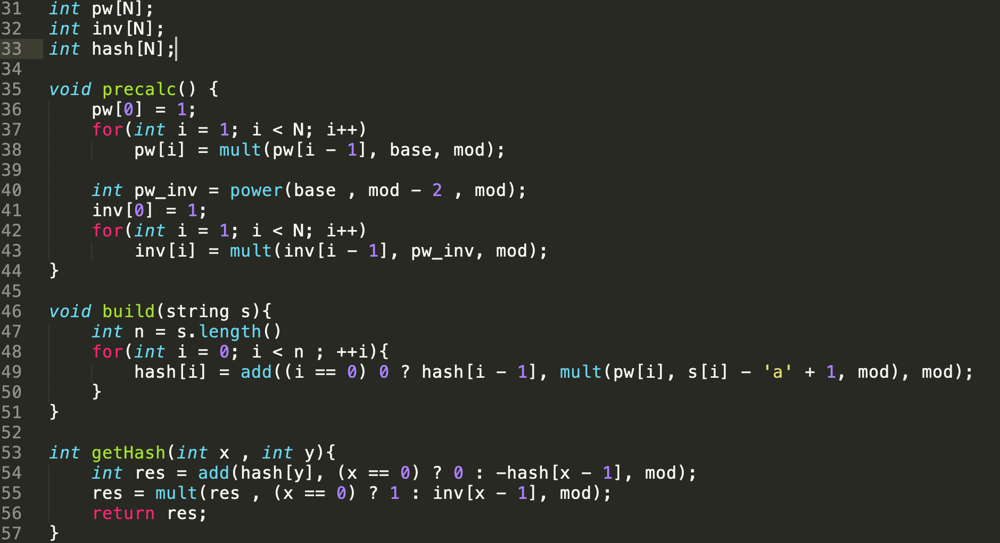 31 int pw[N];
32 int inv[N];
33 int hash[N];
34
35 void precalc() {
36     pw[0] = 1;
37     for(int i = 1; i < N; i++)
38         pw[i] = mult(pw[i - 1], base, mod);
39
40     int pw_inv = power(base , mod - 2 , mod);
41     inv[0] = 1;
42     for(int i = 1; i < N; i++)
43         inv[i] = mult(inv[i - 1], pw_inv, mod);
44 }
45
46 void build(string s){
47     int n = s.length()
48     for(int i = 0; i < n ; ++i){
49         hash[i] = add((i == 0) 0 ? hash[i - 1], mult(pw[i], s[i] - 'a' + 1, mod), mod);
50     }
51 }
52
53 int getHash(int x , int y){
54     int res = add(hash[y], (x == 0) ? 0 : -hash[x - 1], mod);
55     res = mult(res , (x == 0) ? 1 : inv[x - 1], mod);
56     return res;
57 }